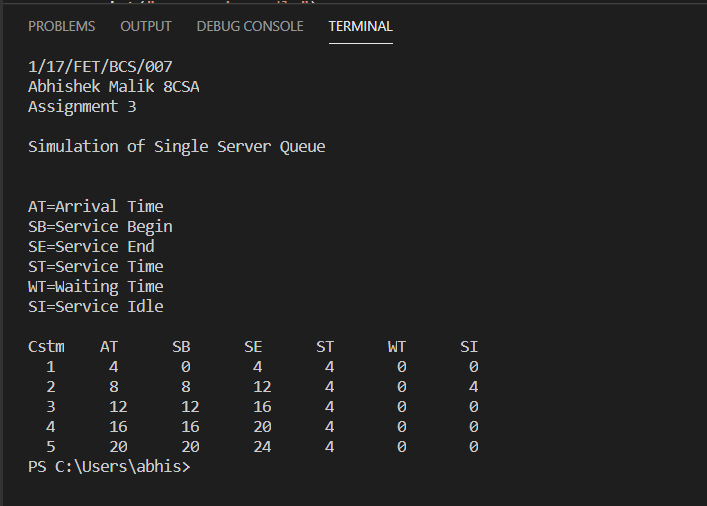 PROBLEMS OUTPUT DEBUG CONSOLE TERMINAL
1/17/FET/BCS/007
Abhishek Malik 8CSA
Assignment 3
Simulation of Single Server Queue
AT=Arrival Time
SB=Service Begin
SE=Service End
ST=Service Time
WT=Waiting Time
SI=Service Idle
Cstm AT SB SE ST WT SI
1 4 0 4 4 0 0
2 8 8 12 4 0 4
3 12 12 16 4 0 0
4 16 16 20 4 0 0
5 20 20 24 4 0 0
PS C:\Users\abhis>